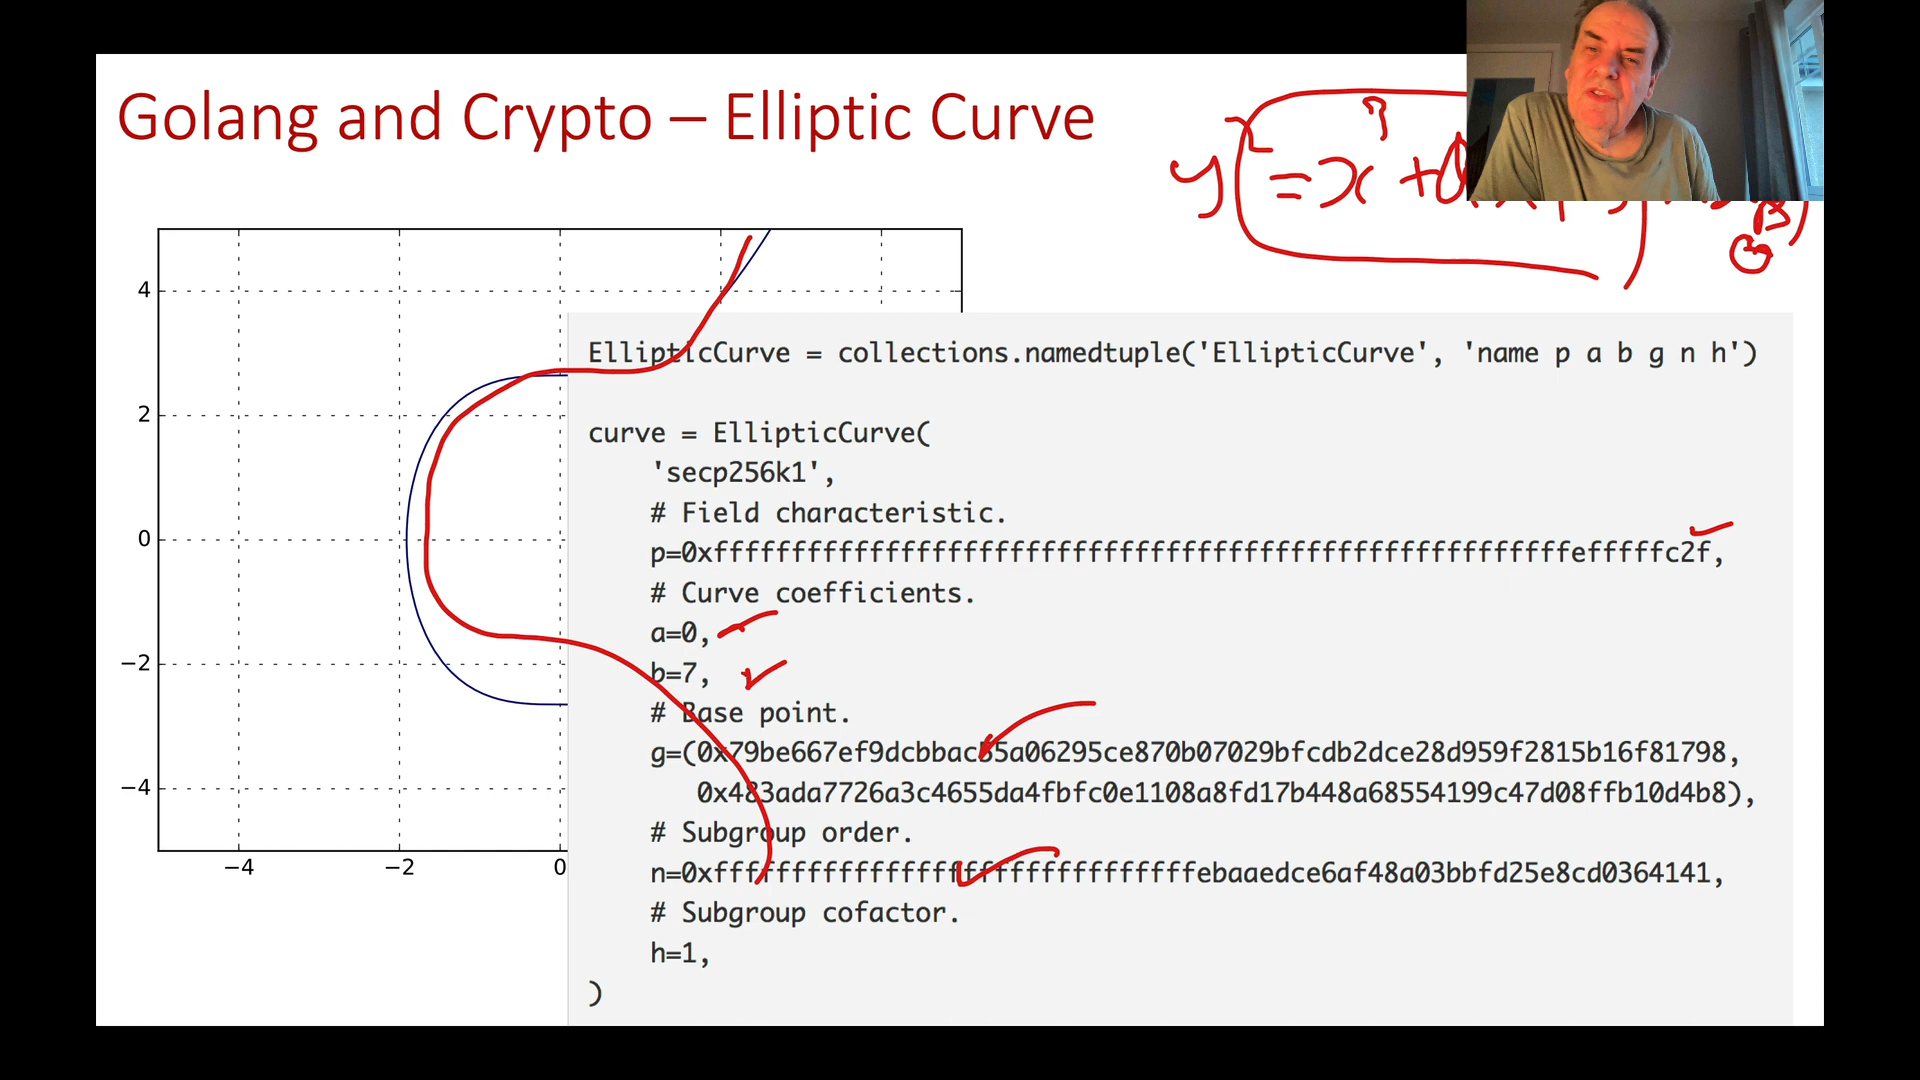 Golang and Crypto – Elliptic Curve
y² = x³ +
4
2
0
−2
−4
−4
−2
0
EllipticCurve = collections.namedtuple('EllipticCurve', 'name p a b g n h')
curve = EllipticCurve(
'secp256k1',
# Field characteristic.
p=0xfffffffffffffffffffffffffffffffffffffffffffffffffffffffefffffc2f,
# Curve coefficients.
a=0,
b=7,
# Base point.
g=(0x79be667ef9dcbbac55a06295ce870b07029bfcdb2dce28d959f2815b16f81798,
0x483ada7726a3c4655da4fbfc0e1108a8fd17b448a68554199c47d08ffb10d4b8),
# Subgroup order.
n=0xfffffffffffffffffffffffffffffffebaaedce6af48a03bbfd25e8cd0364141,
# Subgroup cofactor.
h=1,
)